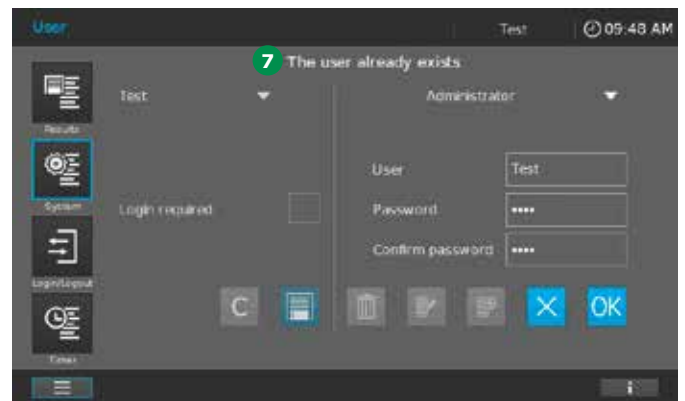 User
Test
09:48 AM
7 The user already exists
Test
Administrator
Results
User
Test
System
Login required
Password
••••
Confirm password
••••
Login/Logout
C
OK
Timer
i